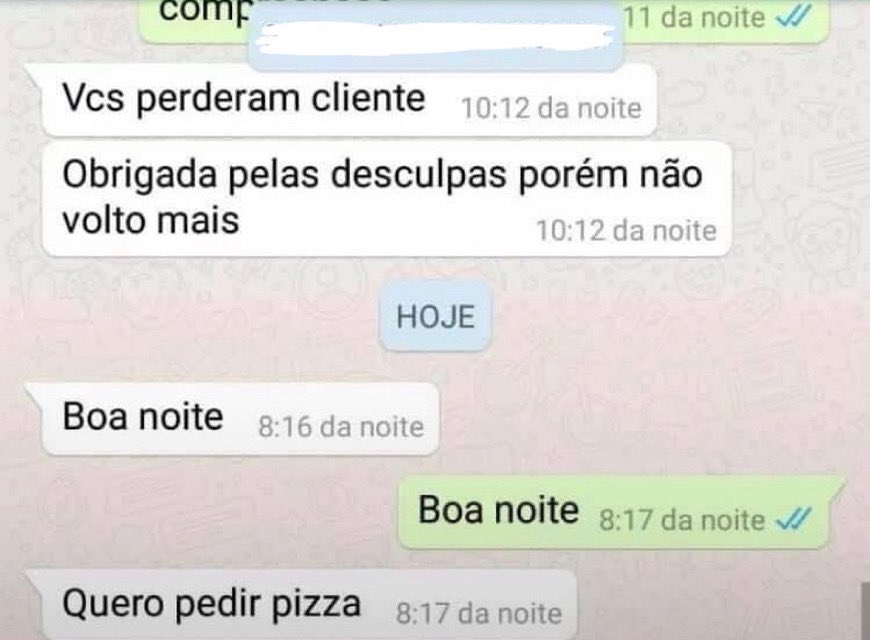 11 da noite
Vcs perderam cliente 10:12 da noite
Obrigada pelas desculpas porém não
volto mais 10:12 da noite
HOJE
Boa noite 8:16 da noite
Boa noite 8:17 da noite
Quero pedir pizza 8:17 da noite